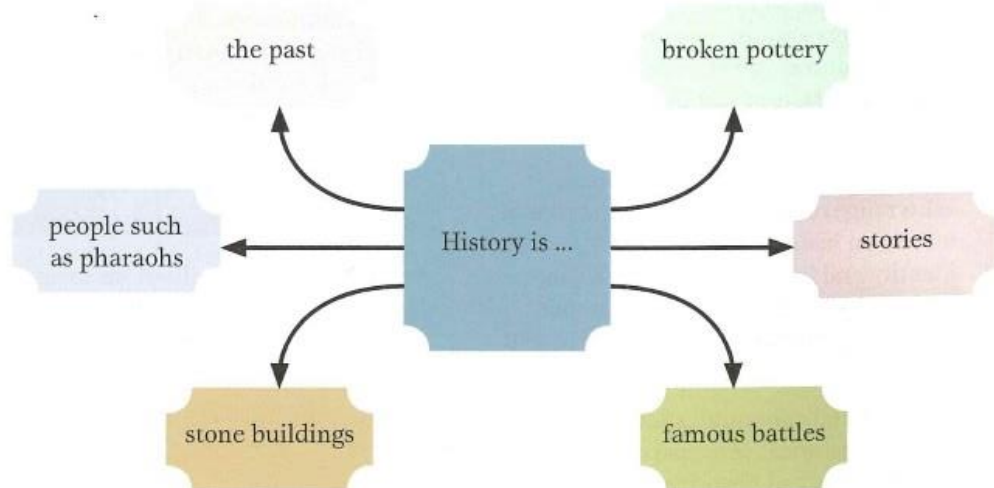 the past
broken pottery
people such
as pharaohs
History is ...
stories
stone buildings
famous battles